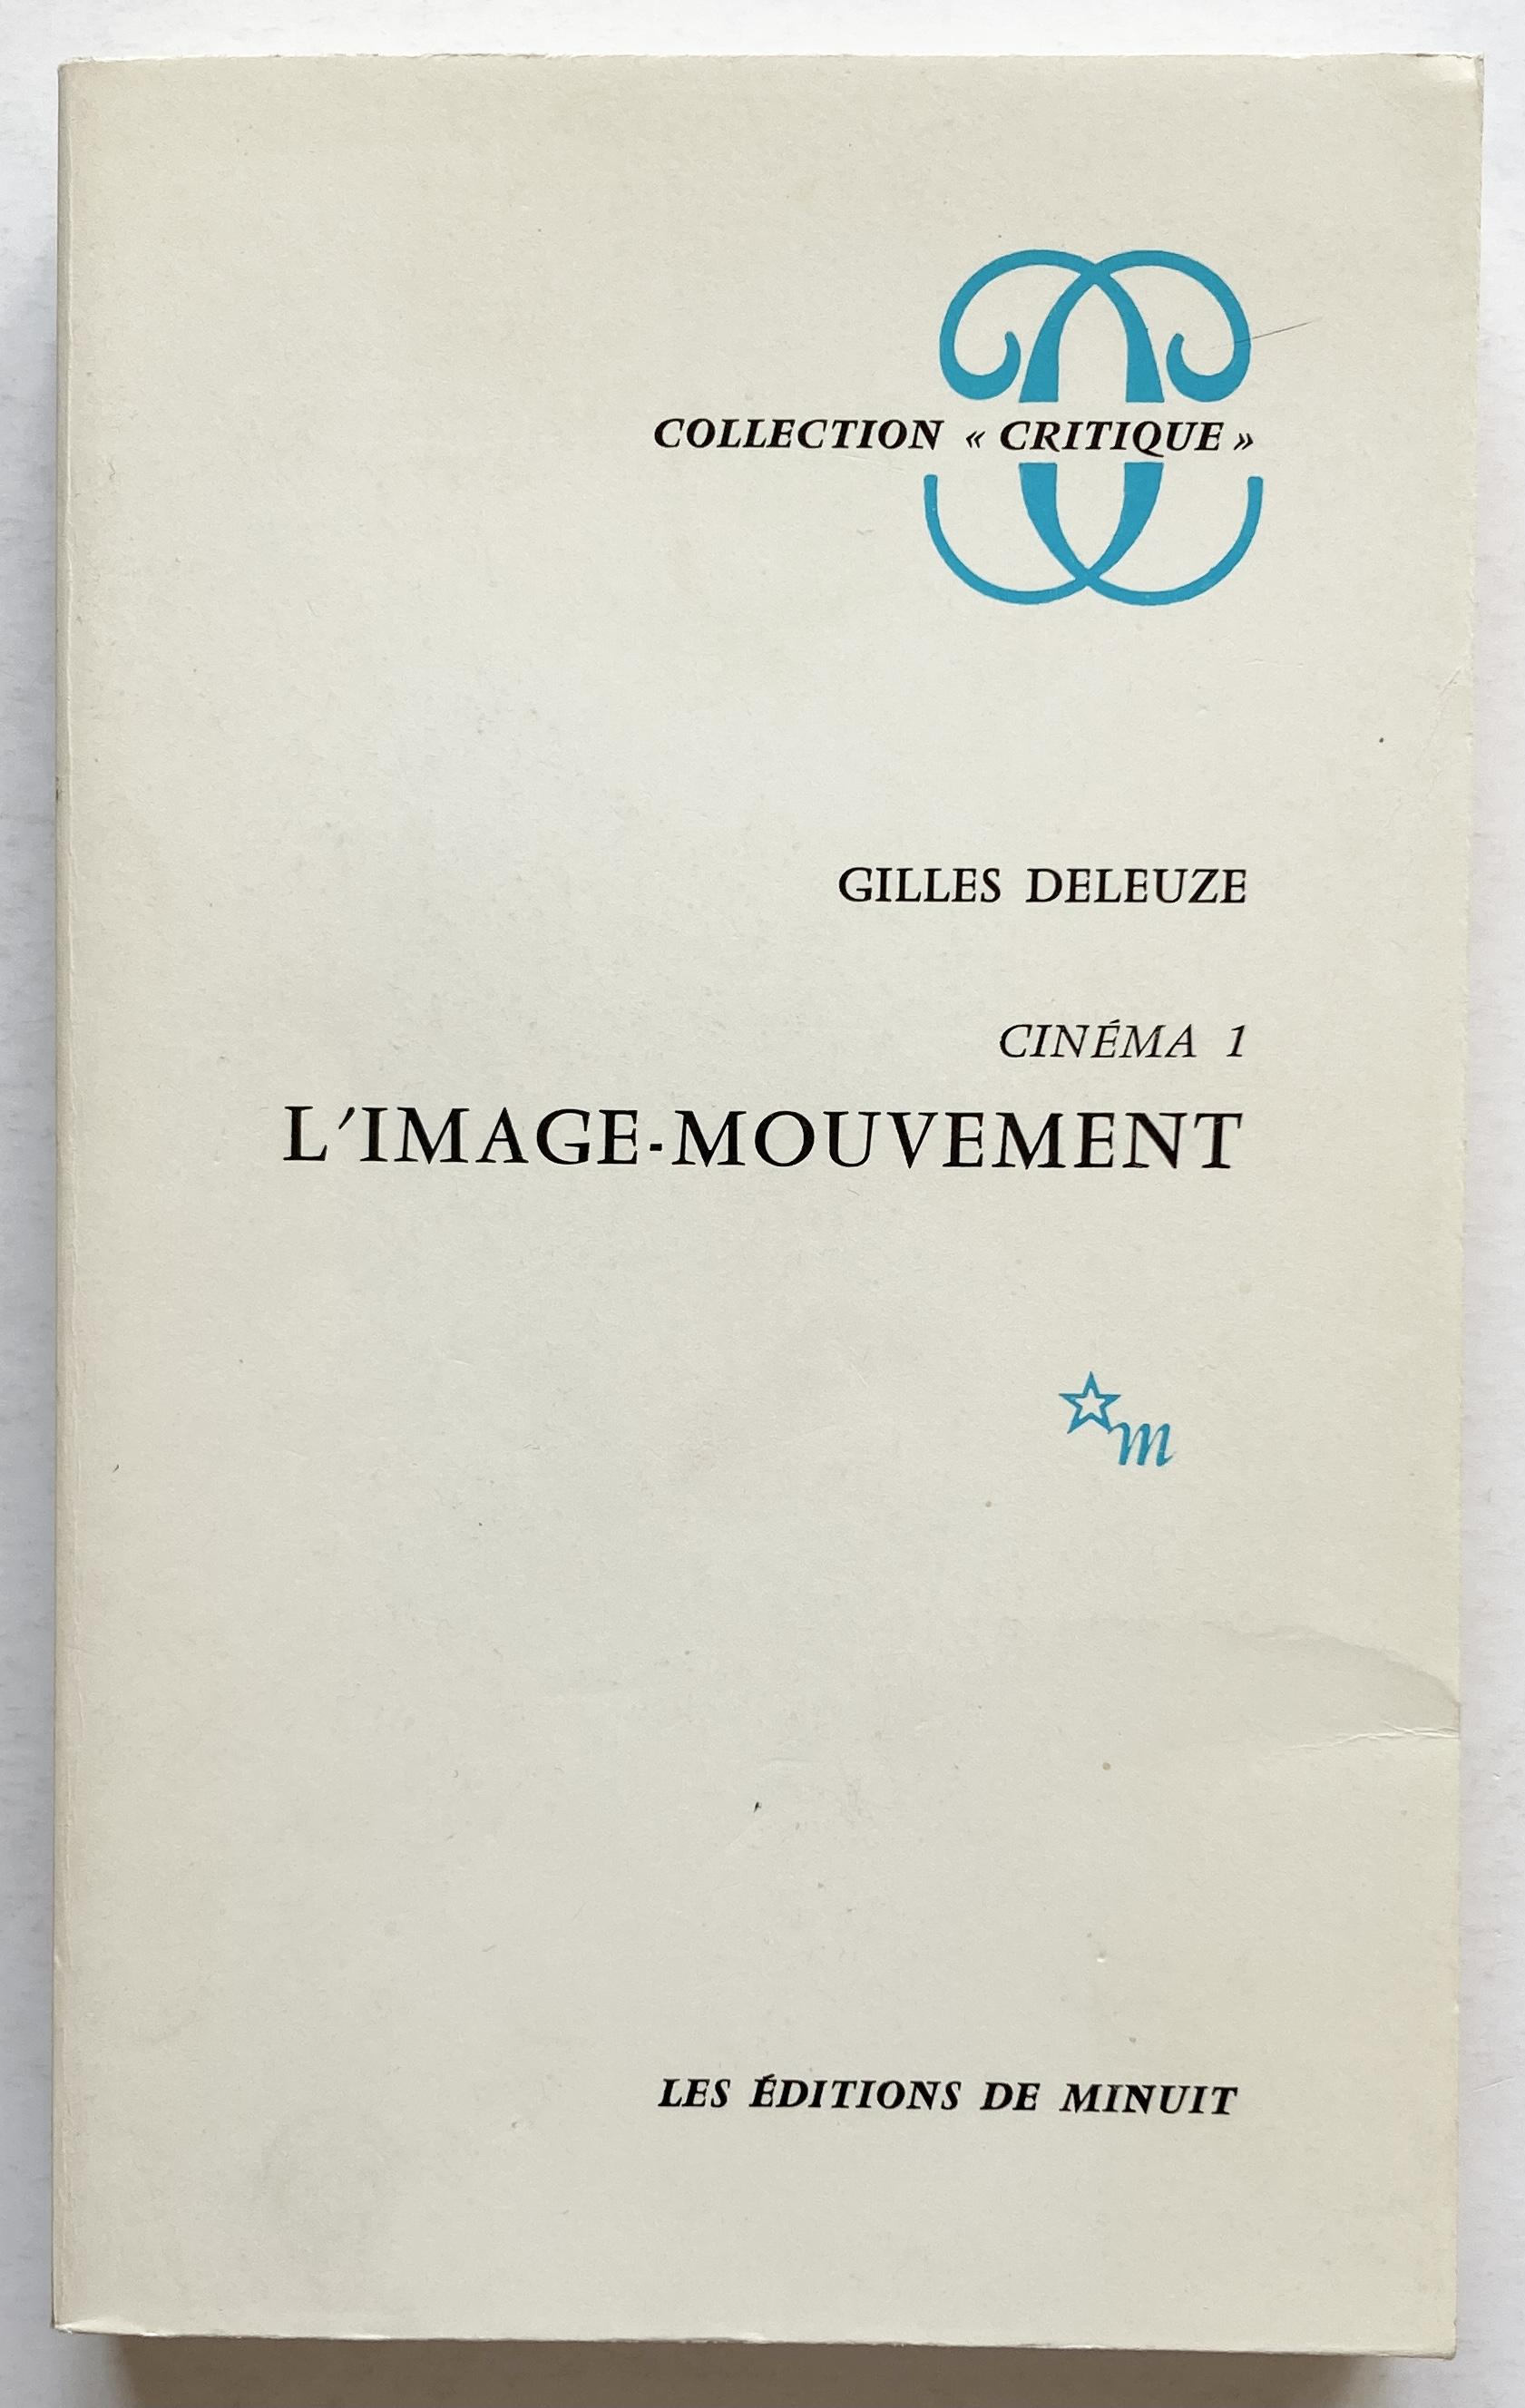 COLLECTION « CRITIQUE »
GILLES DELEUZE
CINÉMA 1
L'IMAGE-MOUVEMENT
m
LES ÉDITIONS DE MINUIT